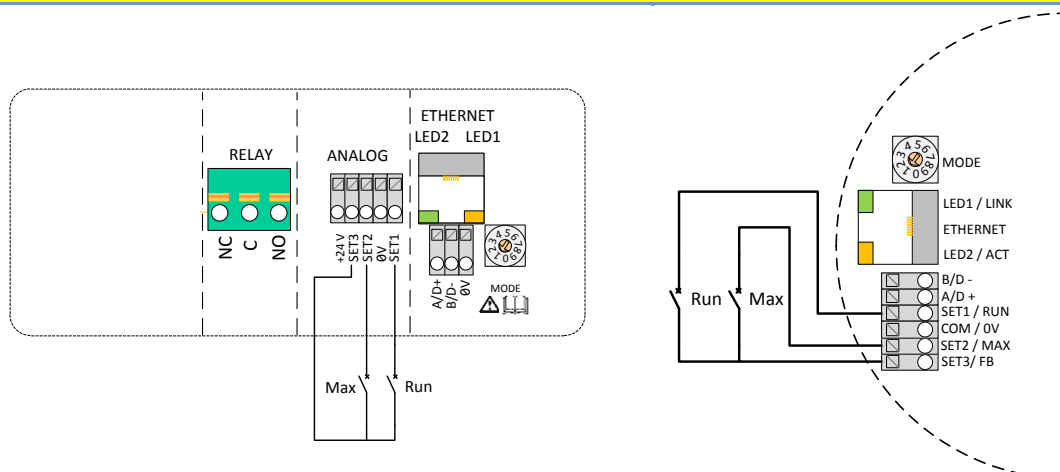 ETHERNET
LED2 LED1
RELAY
ANALOG
NC
C
NO
+24 V
SET3
SET2
0V
SET1
A/D+
B/D-
0V
MODE
Max
Run
MODE
LED1 / LINK
ETHERNET
LED2 / ACT
B/D -
A/D +
SET1 / RUN
COM / 0V
SET2 / MAX
SET3/ FB
Run
Max